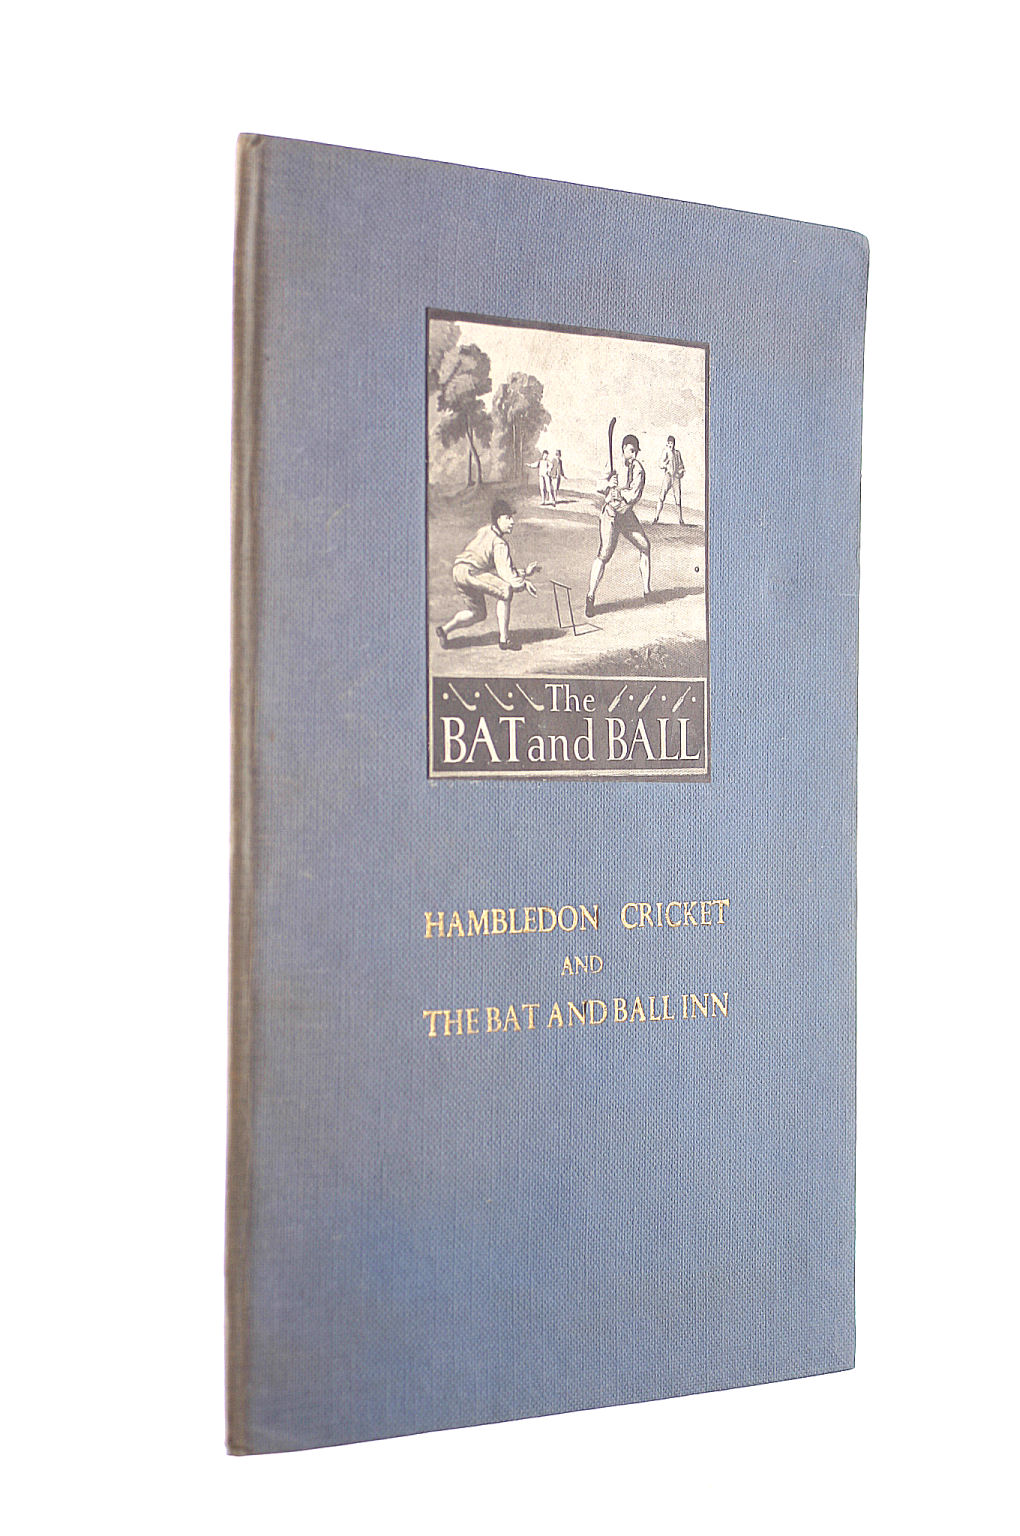 The
BAT and BALL
HAMBLEDON CRICKET
AND
THE BAT AND BALL INN